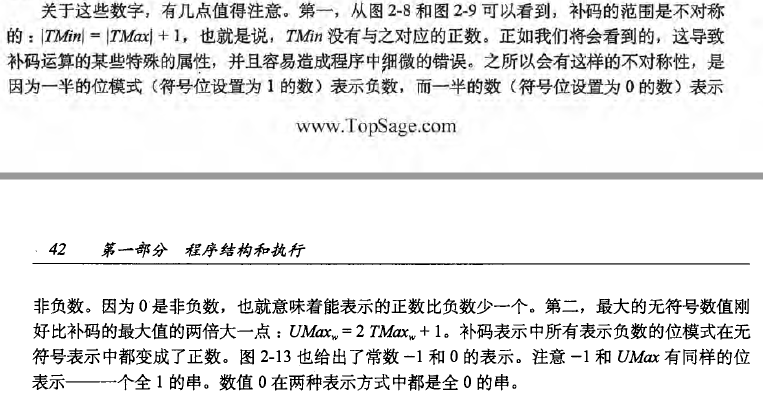 关于这些数字，有几点值得注意。第一，从图 2-8 和图 2-9 可以看到，补码的范围是不对称
的：|TMin| = |TMax| + 1，也就是说，TMin 没有与之对应的正数。正如我们将会看到的，这导致
补码运算的某些特殊的属性，并且容易造成程序中细微的错误。之所以会有这样的不对称性，是
因为一半的位模式（符号位设置为 1 的数）表示负数，而一半的数（符号位设置为 0 的数）表示
www.TopSage.com
42 第一部分 程序结构和执行
非负数。因为 0 是非负数，也就意味着能表示的正数比负数少一个。第二，最大的无符号数值刚
好比补码的最大值的两倍大一点：UMaxw = 2 TMaxw + 1。补码表示中所有表示负数的位模式在无
符号表示中都变成了正数。图 2-13 也给出了常数 −1 和 0 的表示。注意 −1 和 UMax 有同样的位
表示——一个全 1 的串。数值 0 在两种表示方式中都是全 0 的串。